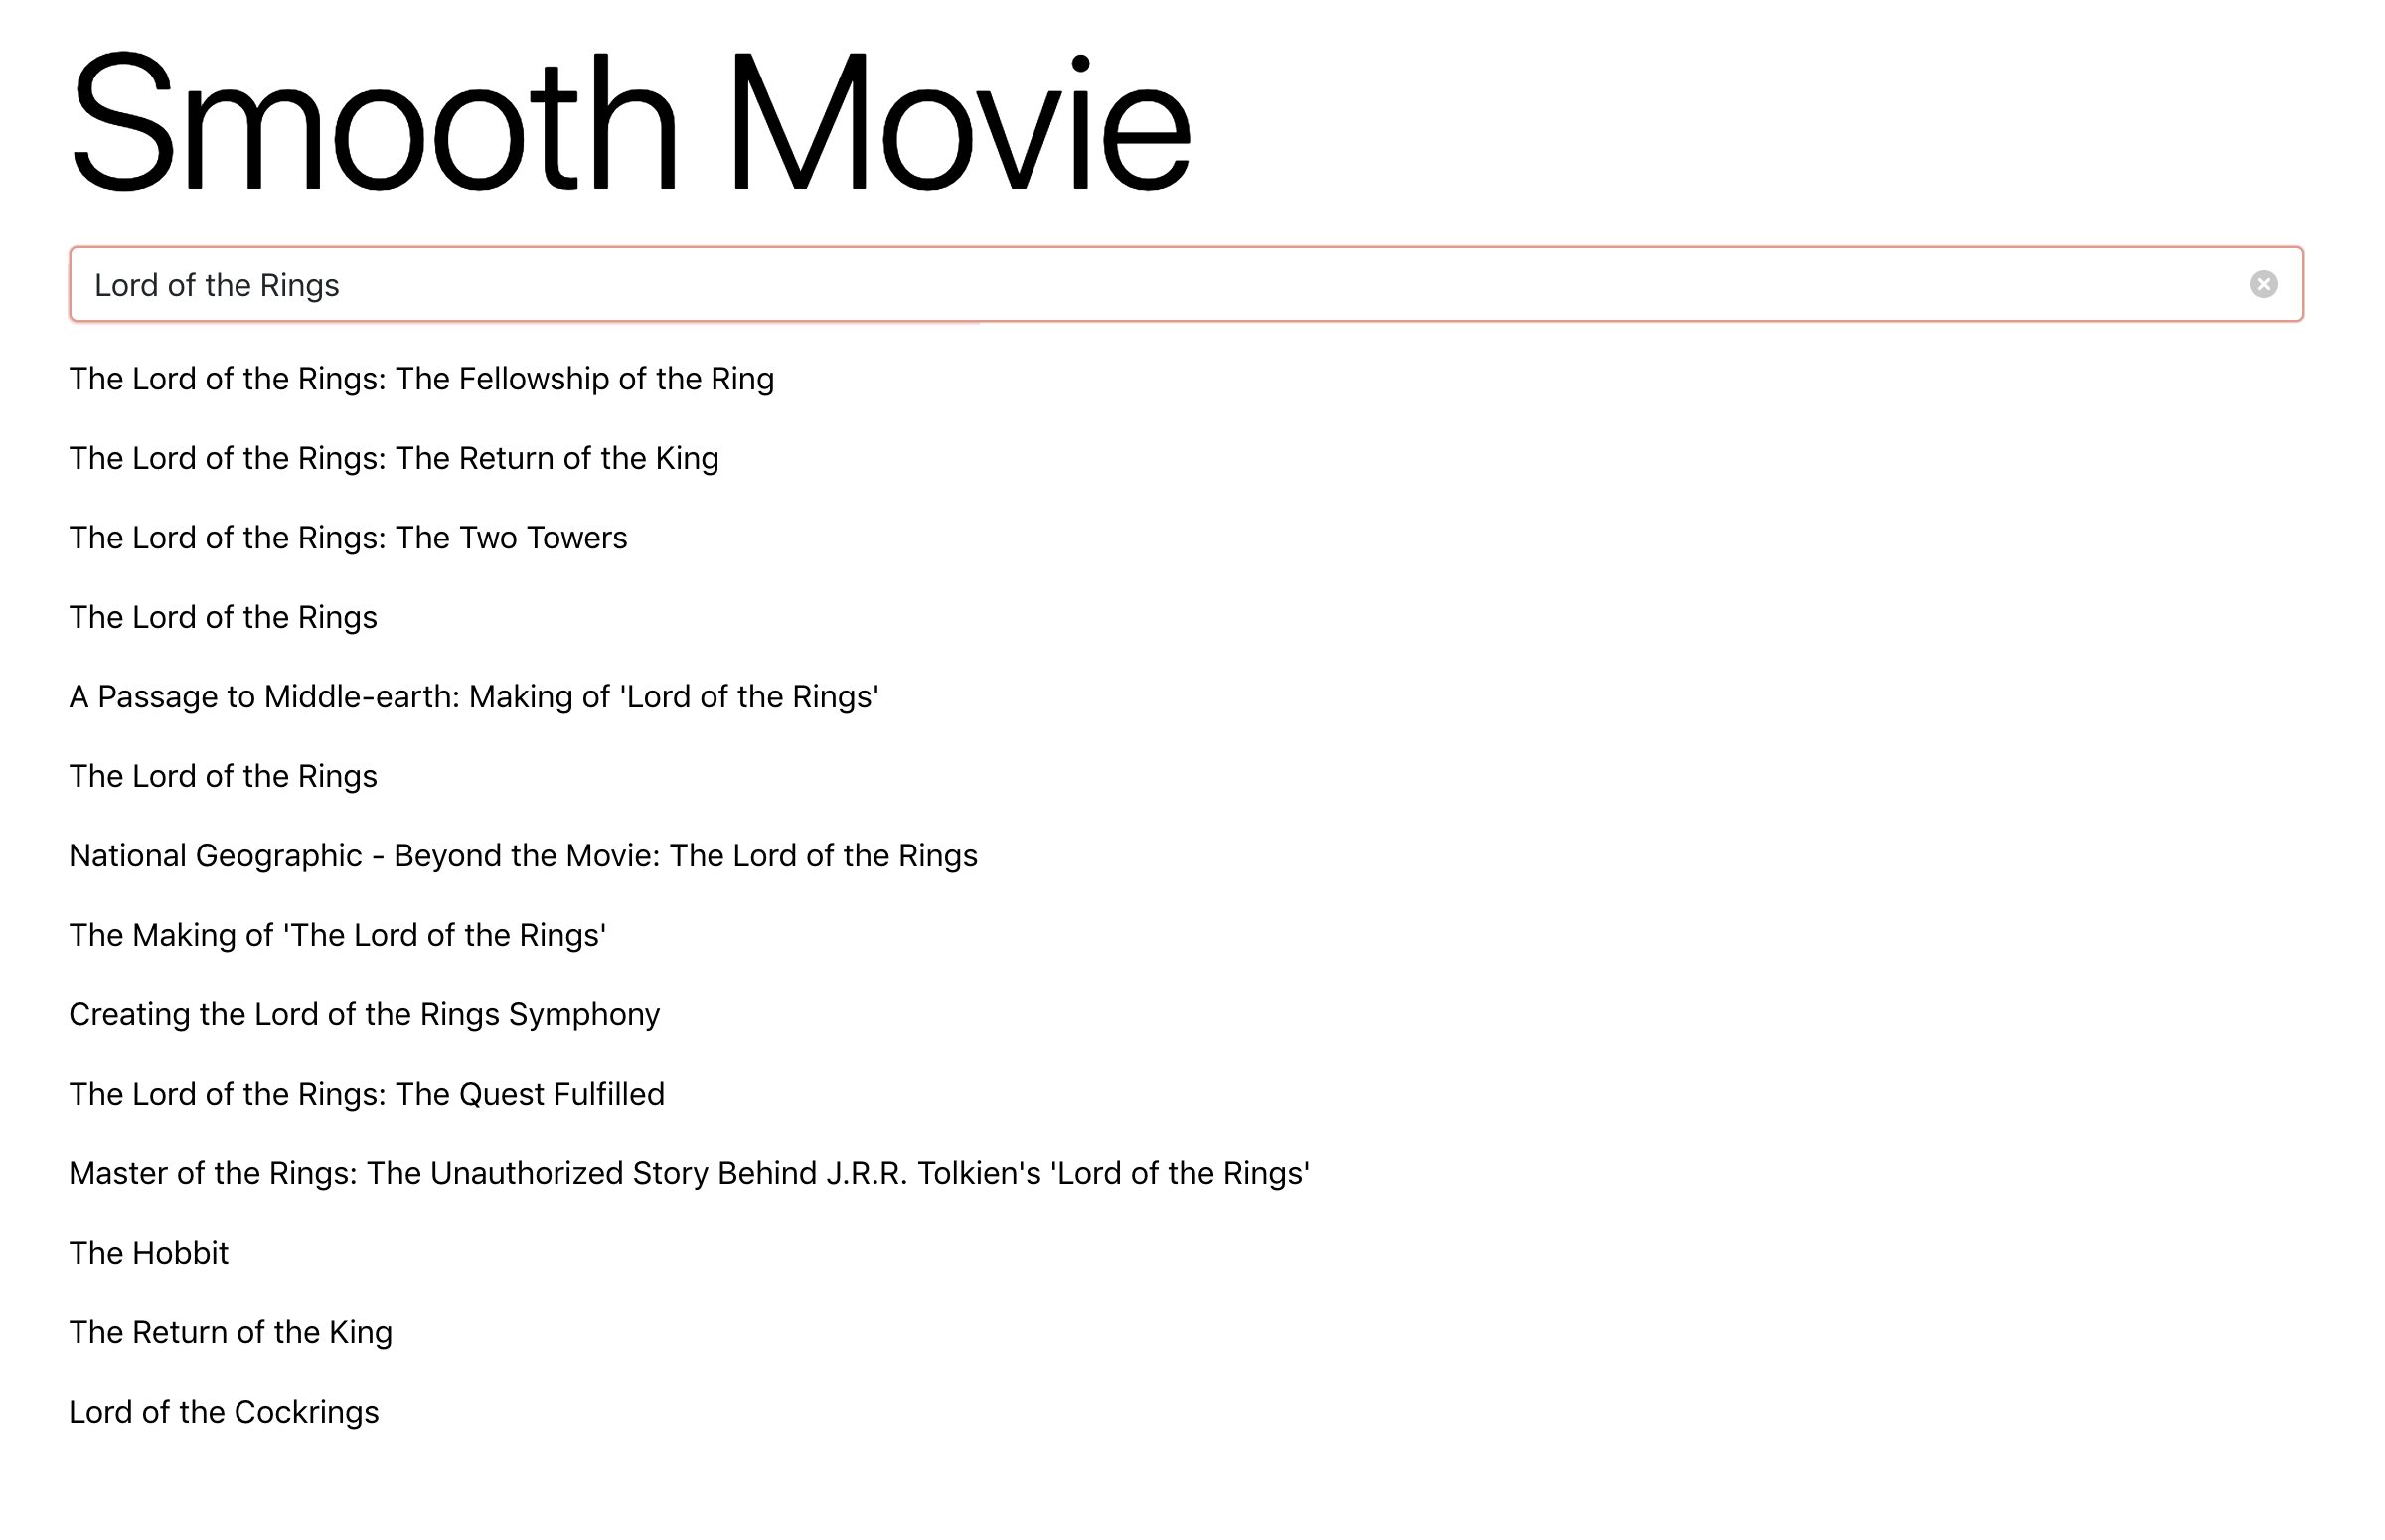 Smooth Movie
Lord of the Rings
The Lord of the Rings: The Fellowship of the Ring
The Lord of the Rings: The Return of the King
The Lord of the Rings: The Two Towers
The Lord of the Rings
A Passage to Middle-earth: Making of 'Lord of the Rings'
The Lord of the Rings
National Geographic - Beyond the Movie: The Lord of the Rings
The Making of 'The Lord of the Rings'
Creating the Lord of the Rings Symphony
The Lord of the Rings: The Quest Fulfilled
Master of the Rings: The Unauthorized Story Behind J.R.R. Tolkien's 'Lord of the Rings'
The Hobbit
The Return of the King
Lord of the Cockrings